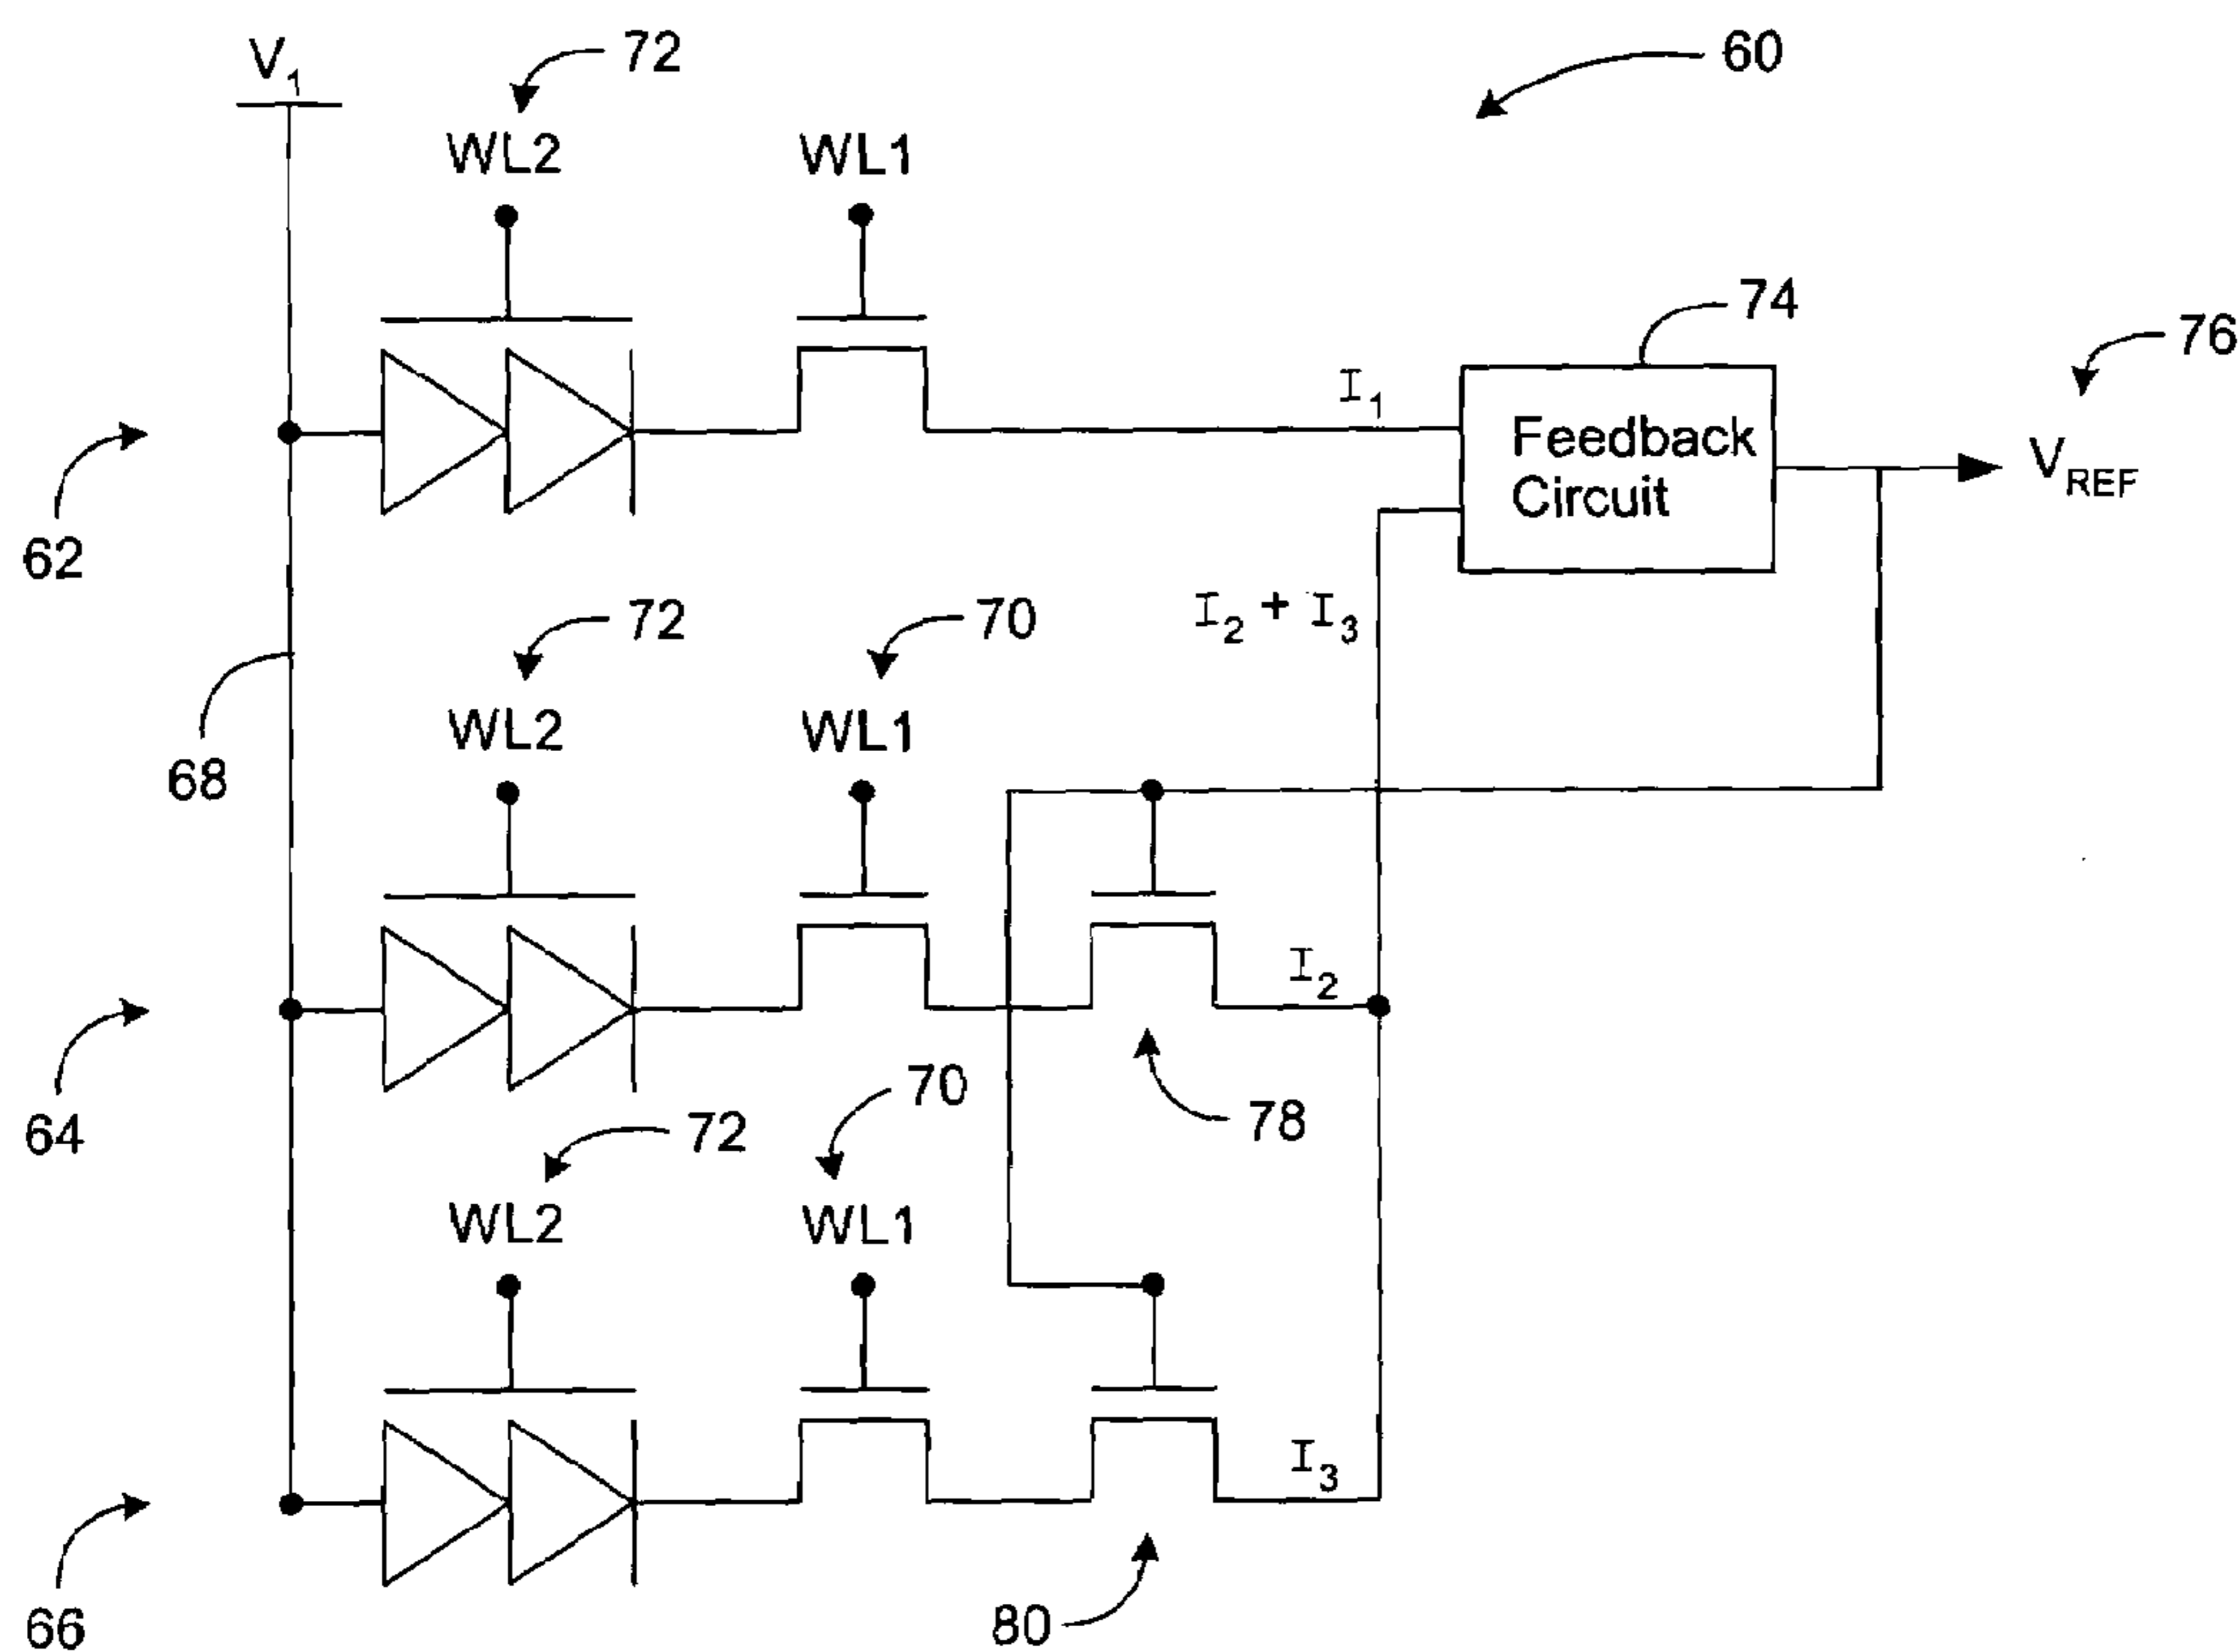 V1
72
60
WL2
WL1
74
76
I1
Feedback
Circuit
VREF
62
72
70
I2 + I3
WL2
WL1
68
I2
70
72
78
64
WL2
WL1
I3
66
80